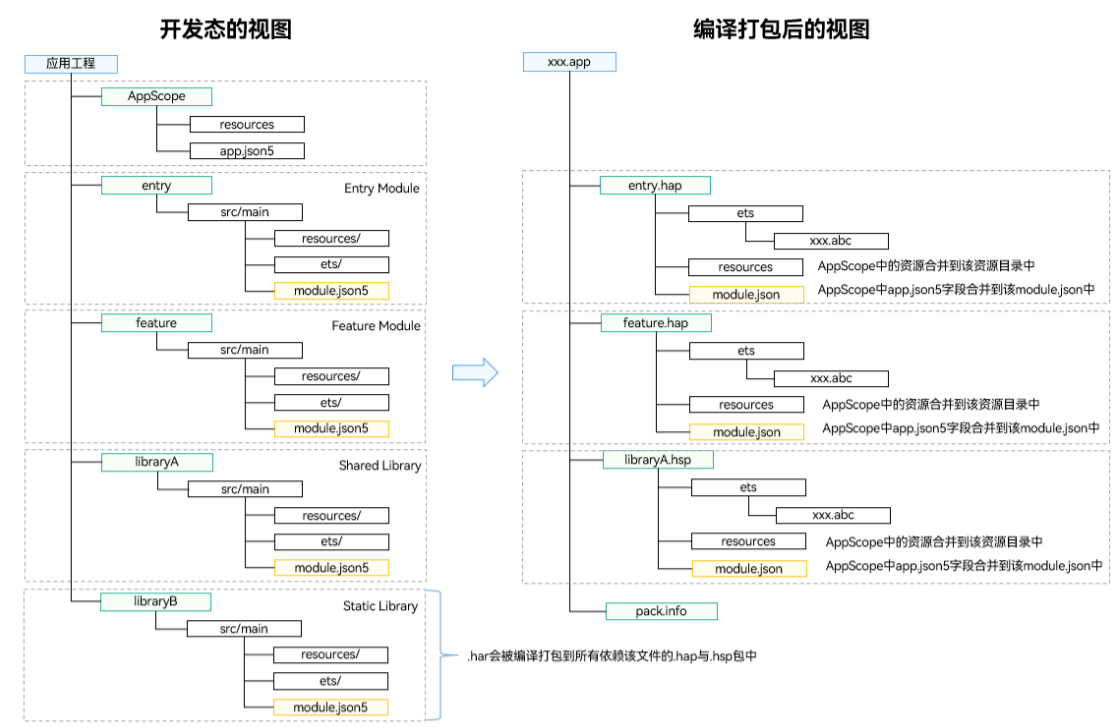 开发态的视图
应用工程
AppScope
resources
app.json5
entry
Entry Module
src/main
resources/
ets/
module.json5
feature
Feature Module
src/main
resources/
ets/
module.json5
libraryA
Shared Library
src/main
resources/
ets/
module.json5
libraryB
Static Library
src/main
resources/
ets/
module.json5
.har会被编译打包到所有依赖该文件的.hap与.hsp包中
编译打包后的视图
xxx.app
entry.hap
ets
xxx.abc
resources
AppScope中的资源合并到该资源目录中
module.json
AppScope中app.json5字段合并到该module.json中
feature.hap
ets
xxx.abc
resources
AppScope中的资源合并到该资源目录中
module.json
AppScope中app.json5字段合并到该module.json中
libraryA.hsp
ets
xxx.abc
resources
AppScope中的资源合并到该资源目录中
module.json
AppScope中app.json5字段合并到该module.json中
pack.info